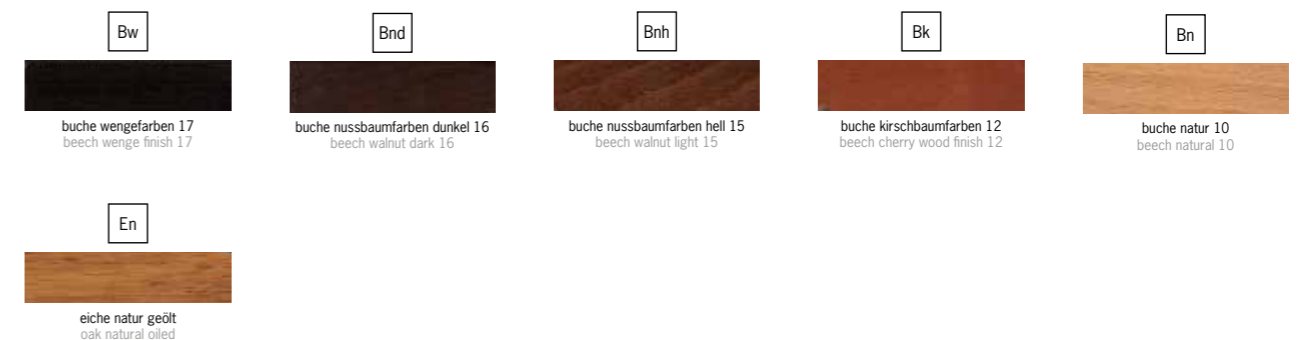 Bw
buche wengefarben 17
beech wenge finish 17
Bnd
buche nussbaumfarben dunkel 16
beech walnut dark 16
Bnh
buche nussbaumfarben hell 15
beech walnut light 15
Bk
buche kirschbaumfarben 12
beech cherry wood finish 12
Bn
buche natur 10
beech natural 10
En
eiche natur geölt
oak natural oiled